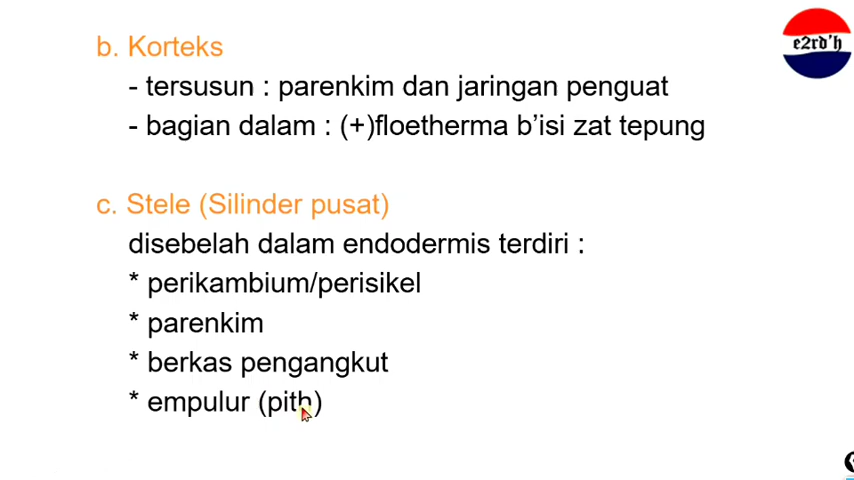 e2rd'h
b. Korteks
- tersusun : parenkim dan jaringan penguat
- bagian dalam : (+)floetherma b’isi zat tepung
c. Stele (Silinder pusat)
disebelah dalam endodermis terdiri :
* perikambium/perisikel
* parenkim
* berkas pengangkut
* empulur (pith)